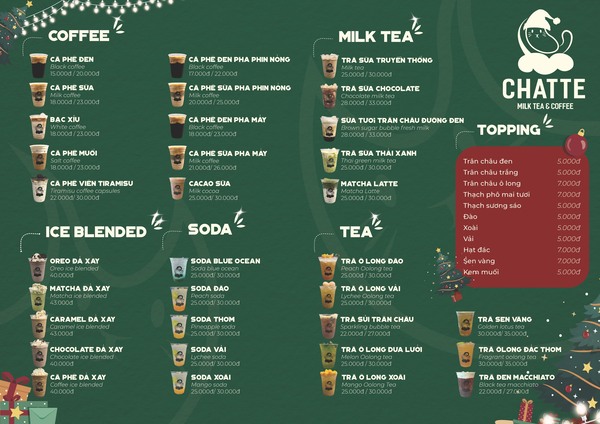 COFFEE
CÀ PHÊ ĐEN
Black coffee
15.000đ / 20.000đ
CÀ PHÊ SỮA
Milk coffee
18.000đ / 23.000đ
BẠC XỈU
White coffee
18.000đ / 23.000đ
CÀ PHÊ MUỐI
Salt coffee
18.000đ / 23.000đ
CÀ PHÊ VIÊN TIRAMISU
Tiramisu coffee capsules
22.000đ / 30.000đ
CÀ PHÊ ĐEN PHA PHIN NÓNG
Black coffee
17.000đ / 22.000đ
CÀ PHÊ SỮA PHA PHIN NÓNG
Milk coffee
20.000đ / 25.000đ
CÀ PHÊ ĐEN PHA MÁY
Black coffee
18.000đ / 23.000đ
CÀ PHÊ SỮA PHA MÁY
Milk coffee
21.000đ / 26.000đ
CACAO SỮA
Milk cocoa
25.000đ / 30.000đ
MILK TEA
TRÀ SỮA TRUYỀN THỐNG
Milk tea
25.000đ / 30.000đ
TRÀ SỮA CHOCOLATE
Chocolate milk tea
28.000đ / 33.000đ
SỮA TƯƠI TRÂN CHÂU ĐƯỜNG ĐEN
Brown sugar bubble fresh milk
28.000đ / 33.000đ
TRÀ SỮA THÁI XANH
Thai green milk tea
25.000đ / 30.000đ
MATCHA LATTE
Matcha Latte
25.000đ / 30.000đ
CHATTE
MILK TEA & COFFEE
TOPPING
Trân châu đen 5.000đ
Trân châu trắng 5.000đ
Trân châu ô long 7.000đ
Thạch phô mai tươi 7.000đ
Thạch sương sáo 5.000đ
Đào 5.000đ
Xoài 5.000đ
Vải 5.000đ
Hạt đác 7.000đ
Sen vàng 7.000đ
Kem muối 5.000đ
ICE BLENDED
OREO ĐÁ XAY
Oreo ice blended
40.000đ
MATCHA ĐÁ XAY
Matcha ice blended
43.000đ
CARAMEL ĐÁ XAY
Caramel ice blended
43.000đ
CHOCOLATE ĐÁ XAY
Chocolate ice blended
40.000đ
CÀ PHÊ ĐÁ XAY
Coffee ice blended
40.000đ
SODA
SODA BLUE OCEAN
Soda blue ocean
25.000đ/ 30.000đ
SODA ĐÀO
Peach soda
25.000đ/ 30.000đ
SODA THƠM
Pineapple soda
25.000đ/ 30.000đ
SODA VẢI
Lychee soda
25.000đ/ 30.000đ
SODA XOÀI
Mango soda
25.000đ/ 30.000đ
TEA
TRÀ Ô LONG ĐÀO
Peach Oolong tea
25.000đ / 30.000đ
TRÀ Ô LONG VẢI
Lychee Oolong tea
25.000đ / 30.000đ
TRÀ SỦI TRÂN CHÂU
Sparkling bubble tea
22.000đ / 27.000đ
TRÀ Ô LONG DƯA LƯỚI
Melon Oolong tea
25.000đ / 30.000đ
TRÀ Ô LONG XOÀI
Mango Oolong Tea
25.000đ / 30.000đ
TRÀ SEN VÀNG
Golden lotus tea
30.000đ/ 35.000đ
TRÀ ÔLONG ĐÁC THƠM
Fragrant oolong tea
30.000đ / 35.000đ
TRÀ ĐEN MACCHIATO
Black tea macchiato
22.000đ/ 30.000đ